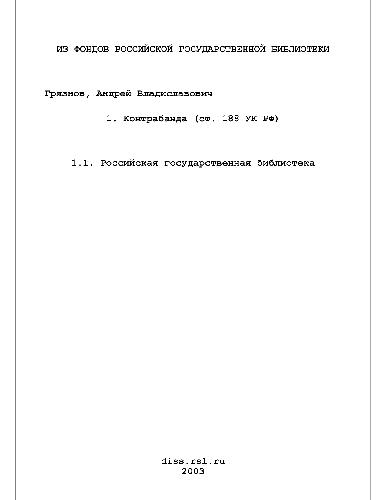 ИЗ ФОНДОВ РОССИЙСКОЙ ГОСУДАРСТВЕННОЙ БИБЛИОТЕКИ
Грязнов, Андрей Владиславович
1. Контрабанда (ст. 188 УК РФ)
1.1. Российская государственная библиотека
diss.rsl.ru
2003